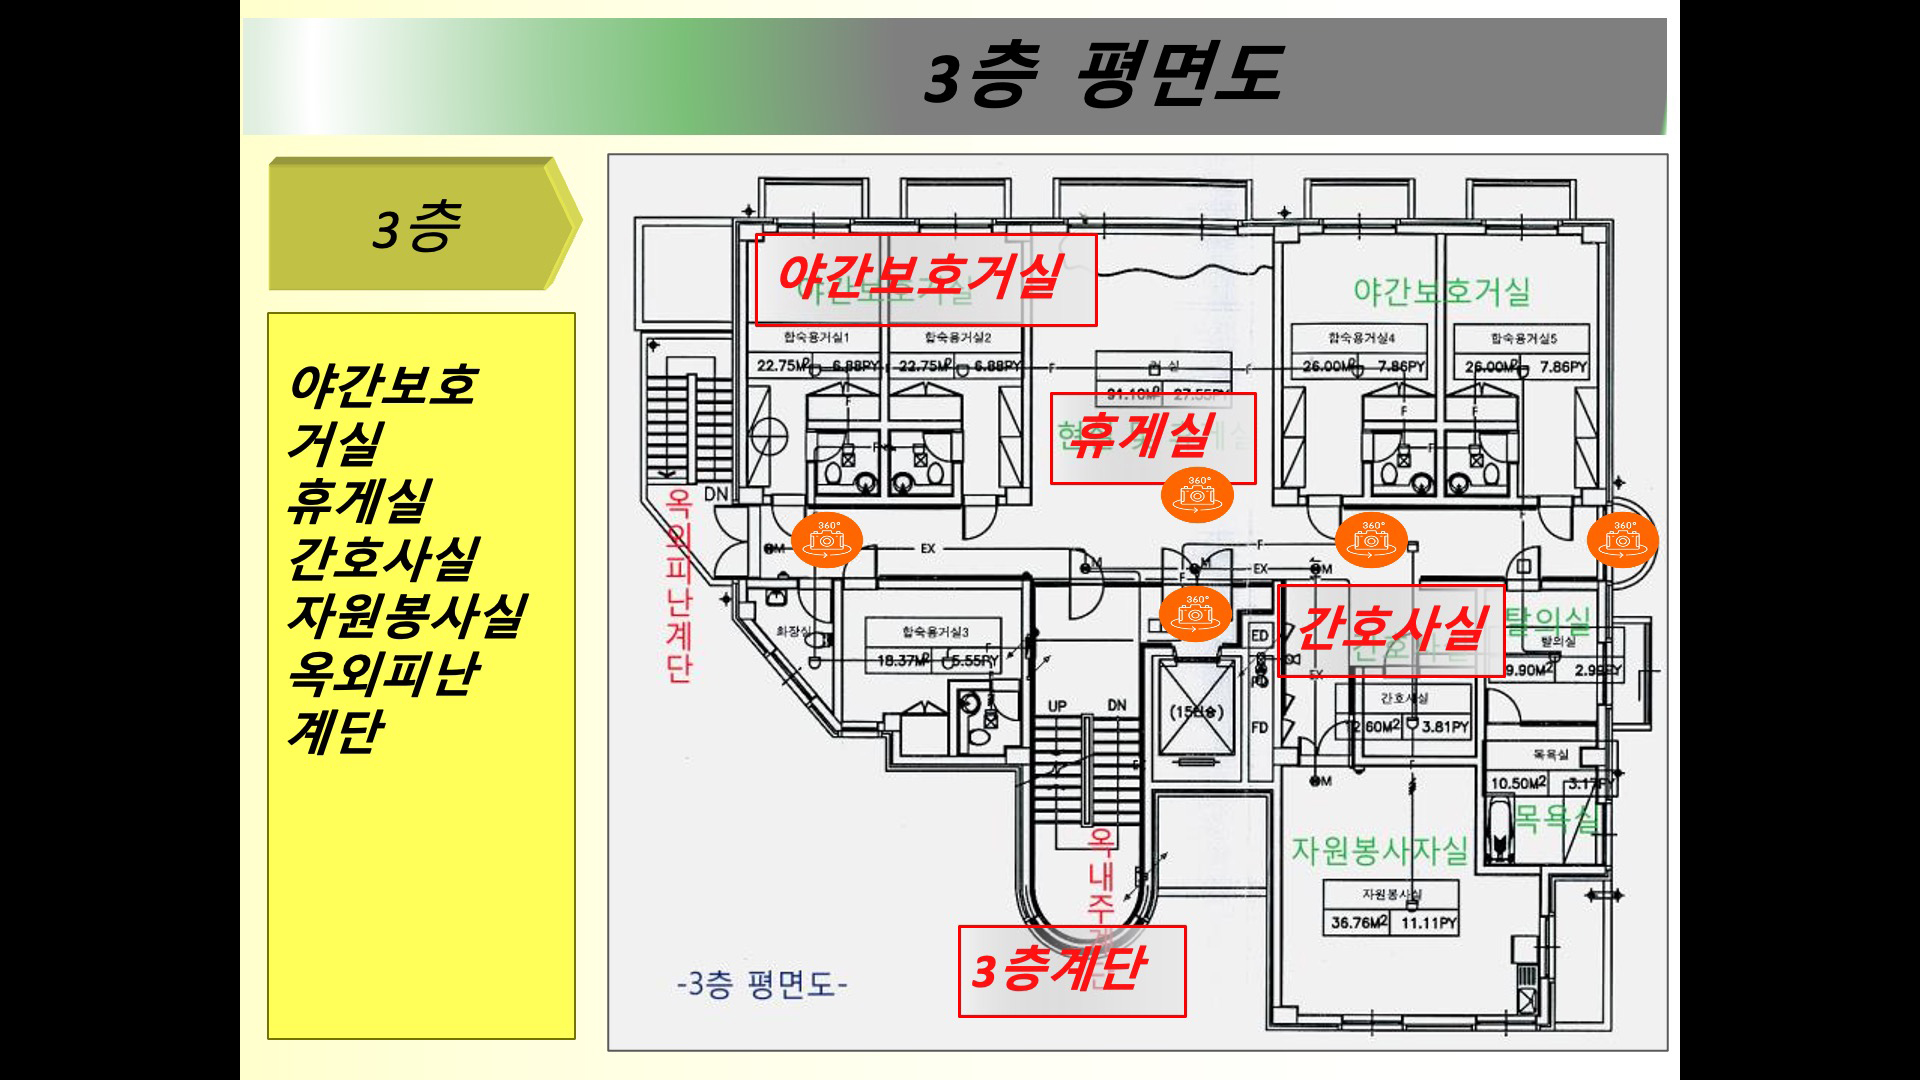 3층 평면도
3층
야간보호
거실
휴게실
간호사실
자원봉사실
옥외피난
계단
야간보호거실
야간보호거실
합숙용거실1
22.75M² 6.88PY
합숙용거실2
22.75M² 6.88PY
거 실
91.10M² 27.55PY
휴게실
합숙용거실4
26.00M² 7.86PY
합숙용거실5
26.00M² 7.86PY
F
F
F
F
F
F
F
DN
옥외피난계단
360°
360°
360°
360°
360°
M
EX
M
M
F
F
EX
M
화장실
합숙용거실3
18.37M² 5.55PY
ED
간호사실
탈의실
탈의실
9.90M² 2.99PY
EX
간호사실
12.60M² 3.81PY
UP
DN
(15인승)
FD
M
목욕실
10.50M² 3.17PY
목욕실
자원봉사자실
자원봉사실
36.76M² 11.11PY
옥내주계단
3층계단
-3층 평면도-